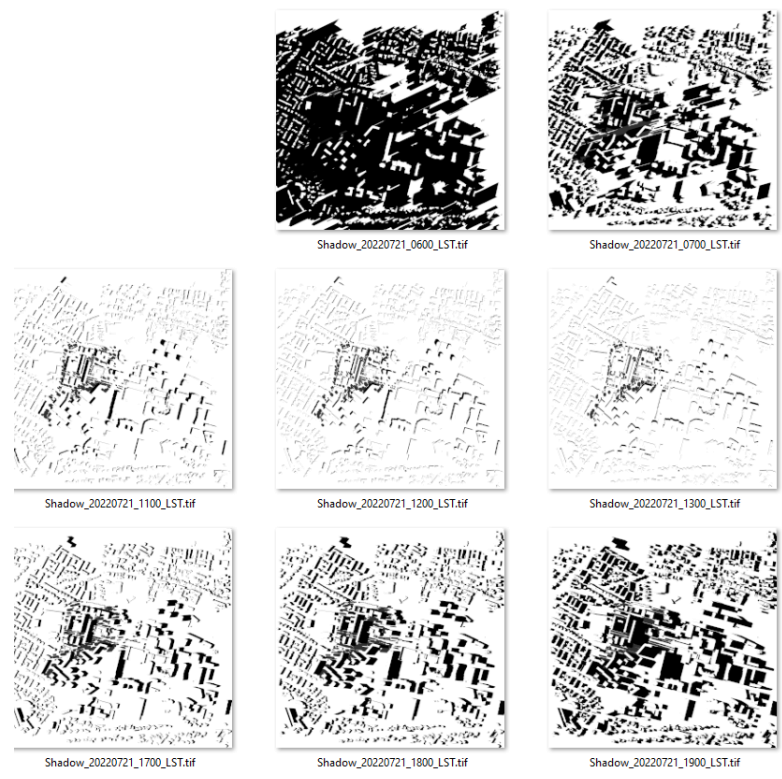 Shadow_20220721_0600_LST.tif
Shadow_20220721_0700_LST.tif
Shadow_20220721_1100_LST.tif
Shadow_20220721_1200_LST.tif
Shadow_20220721_1300_LST.tif
Shadow_20220721_1700_LST.tif
Shadow_20220721_1800_LST.tif
Shadow_20220721_1900_LST.tif